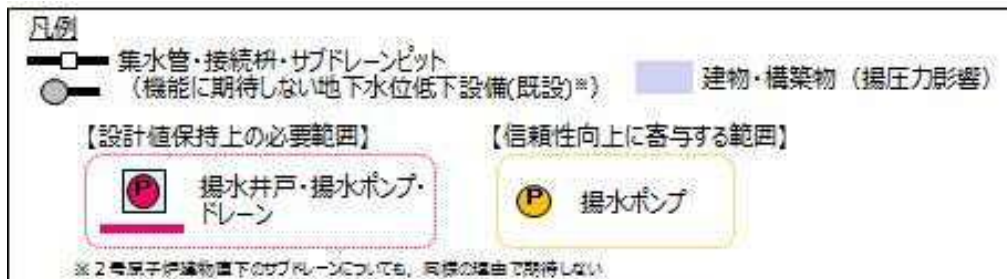 凡例
集水管・接続枡・サブドレーンピット
（機能に期待しない地下水位低下設備(既設)※）
建物・構築物（揚圧力影響）
【設計値保持上の必要範囲】
【信頼性向上に寄与する範囲】
P
揚水井戸・揚水ポンプ・
ドレーン
P
揚水ポンプ
※２号原子炉建物直下のサブドレーンについても、同様の理由で期待しない